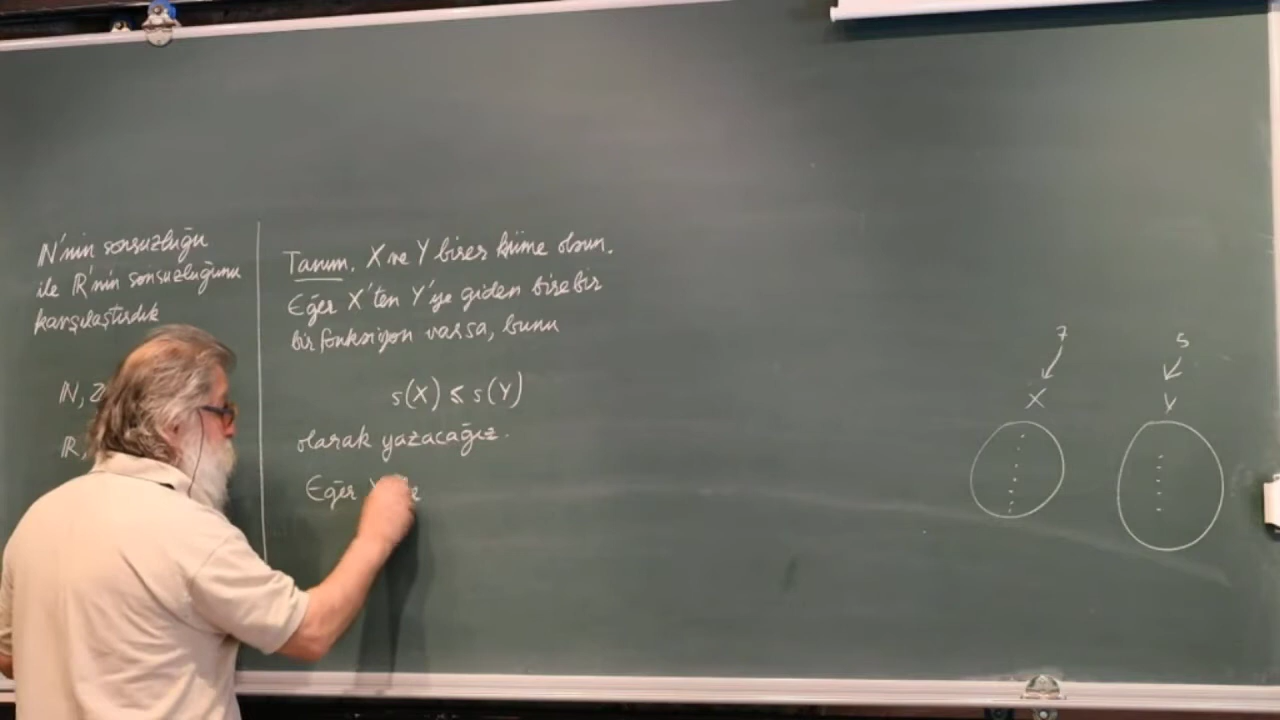 N'nin sonsuzluğu
ile R'nin sonsuzluğunu
karşılaştırdık
N, Z
R,
Tanım. X ve Y birer küme olsun.
Eğer X'ten Y'ye giden birebir
bir fonksiyon varsa, bunu
s(X) ≤ s(Y)
olarak yazacağız.
Eğer
7
5
X
Y